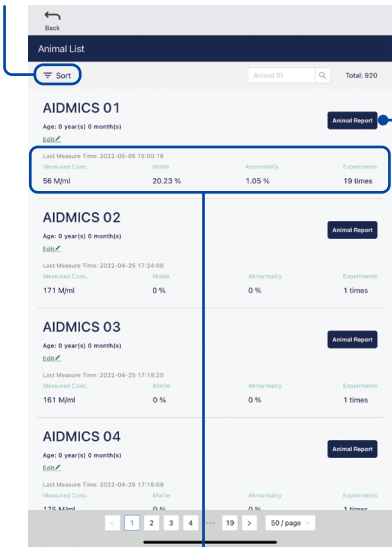 Back
Animal List
Sort
Animal ID
Total: 920
AIDMICS 01
Animal Report
Age: 0 year(s) 0 month(s)
Edit
Last Measure Time: 2022-05-05 15:00:18
Measured Conc. Motile Abnormality Experiments
56 M/ml 20.23 % 1.05 % 19 times
AIDMICS 02
Animal Report
Age: 0 year(s) 0 month(s)
Edit
Last Measure Time: 2022-04-25 17:24:09
Measured Conc. Motile Abnormality Experiments
171 M/ml 0 % 0 % 1 times
AIDMICS 03
Animal Report
Age: 0 year(s) 0 month(s)
Edit
Last Measure Time: 2022-04-25 17:18:20
Measured Conc. Motile Abnormality Experiments
161 M/ml 0 % 0 % 1 times
AIDMICS 04
Animal Report
Age: 0 year(s) 0 month(s)
Edit
Last Measure Time: 2022-04-25 17:16:09
Measured Conc. Motile Abnormality Experiments
175 M/ml 0 % 0 % 1 times
< 1 2 3 4 ••• 19 > 50 / page